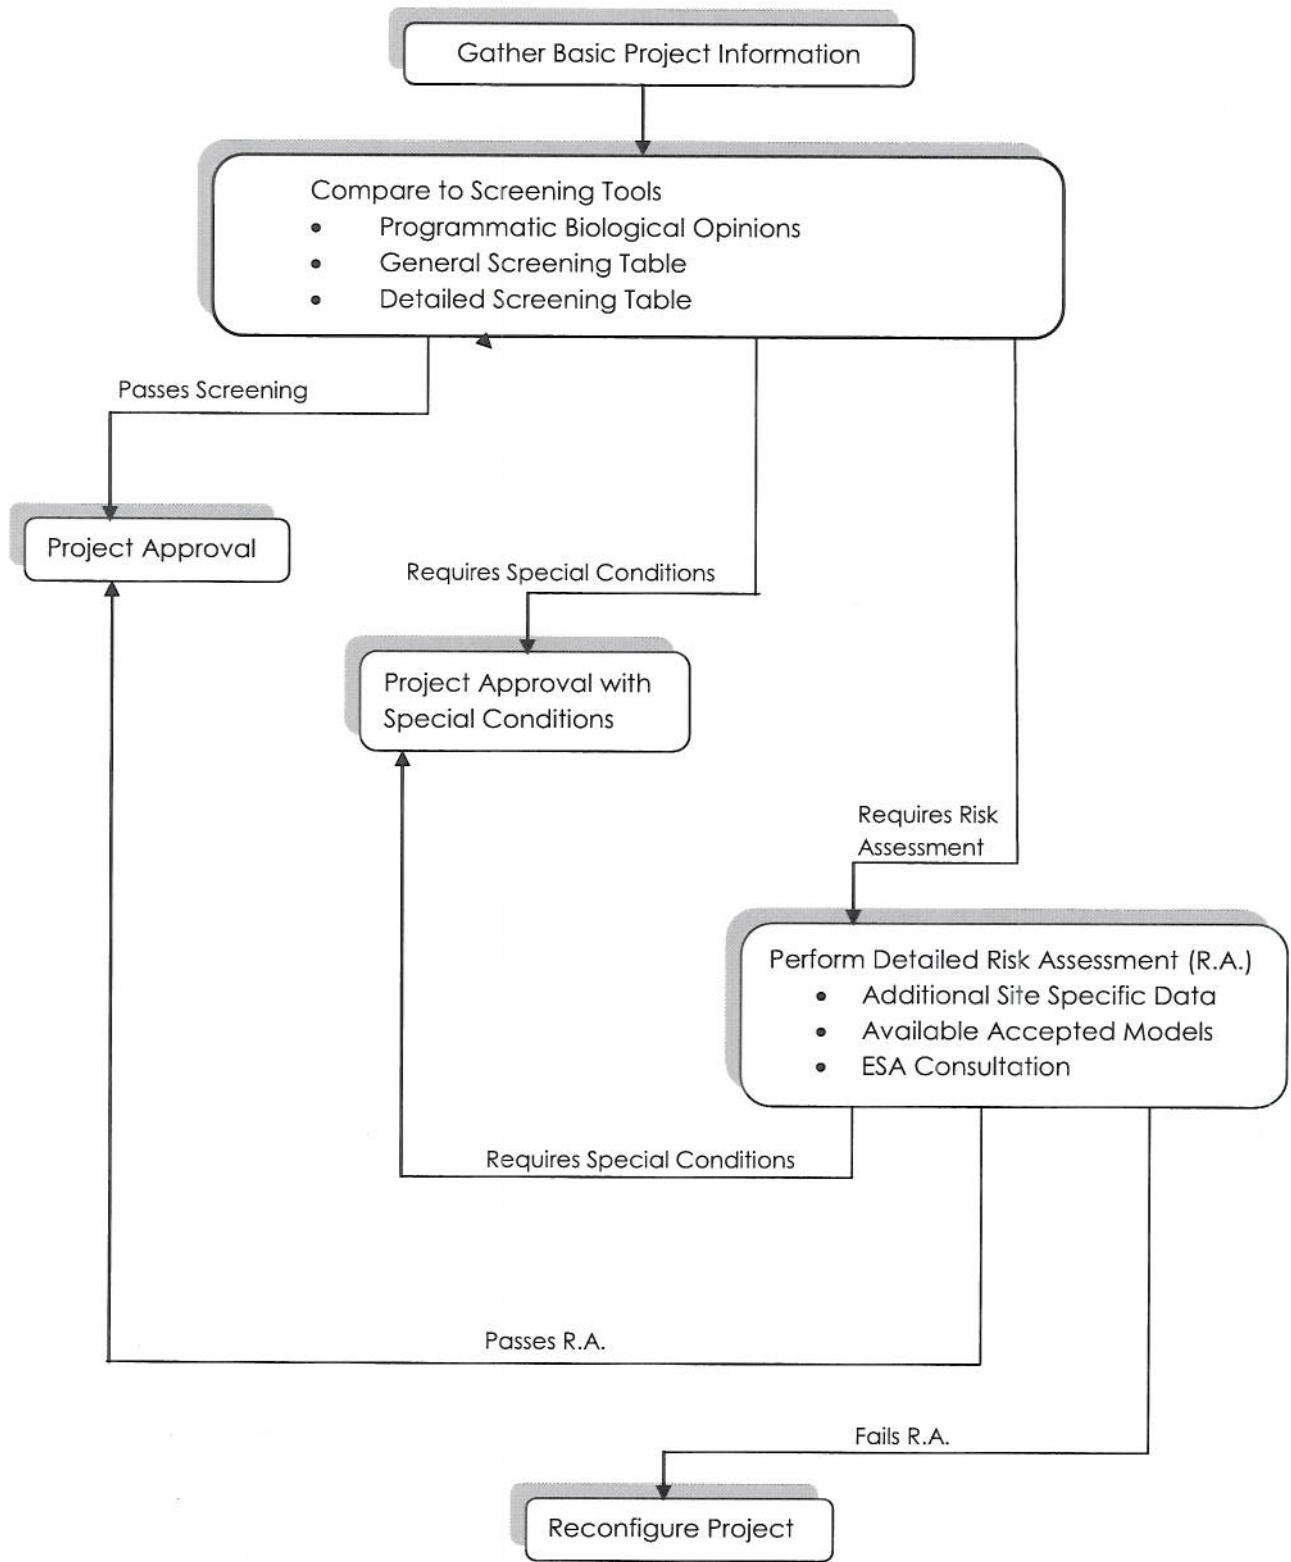 Gather Basic Project Information
Compare to Screening Tools
• Programmatic Biological Opinions
• General Screening Table
• Detailed Screening Table
Passes Screening
Project Approval
Requires Special Conditions
Project Approval with
Special Conditions
Requires Risk
Assessment
Perform Detailed Risk Assessment (R.A.)
• Additional Site Specific Data
• Available Accepted Models
• ESA Consultation
Requires Special Conditions
Passes R.A.
Fails R.A.
Reconfigure Project